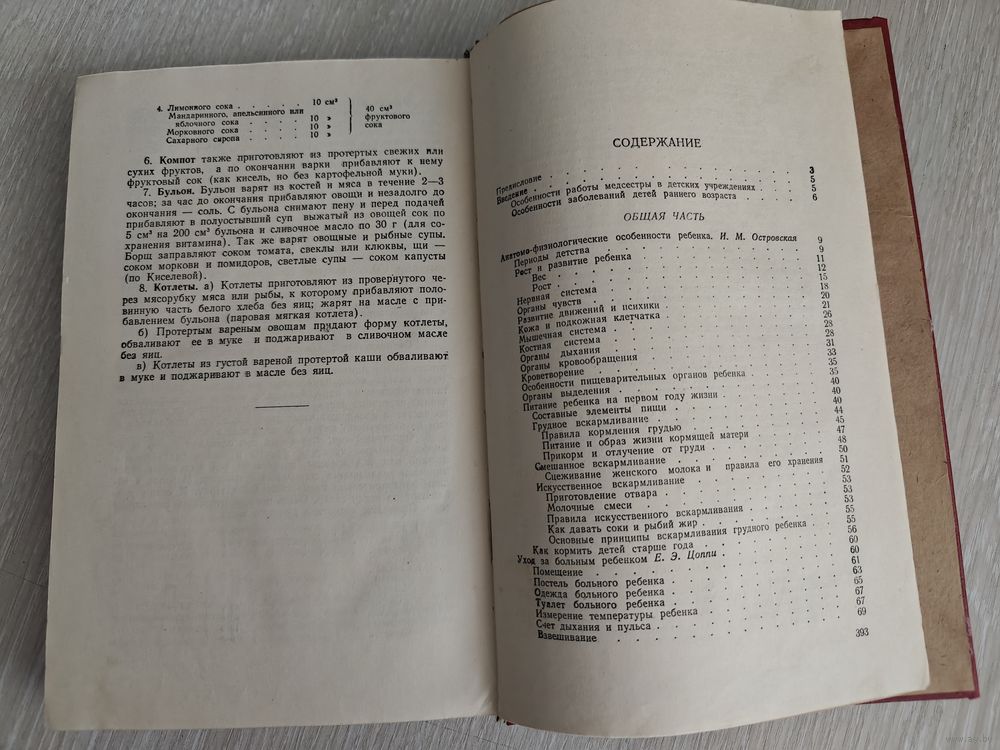 4. Лимонного сока . . . . . 10 см³
Мандаринного, апельсинного или
яблочного сока . . . . 10 »
Морковного сока . . . . 10 »
Сахарного сиропа . . . . 10 »
40 см³
фруктового
сока
6. Компот также приготовляют из протертых свежих или
сухих фруктов, а по окончании варки прибавляют к нему
фруктовый сок (как кисель, но без картофельной муки).
7. Бульон. Бульон варят из костей и мяса в течение 2—3
часов; за час до окончания прибавляют овощи и незадолго до
окончания — соль. С бульона снимают пену и перед подачей
прибавляют в полуостывший суп выжатый из овощей сок по
5 см³ на 200 см³ бульона и сливочное масло по 30 г (для со-
хранения витамина). Так же варят овощные и рыбные супы.
Борщ заправляют соком томата, свеклы или клюквы, щи —
соком моркови и помидоров, светлые супы — соком капусты
(по Киселевой).
8. Котлеты. а) Котлеты приготовляют из провернутого че-
рез мясорубку мяса или рыбы, к которому прибавляют поло-
винную часть белого хлеба без яиц; жарят на масле с при-
бавлением бульона (паровая мягкая котлета).
б) Протертым вареным овощам придают форму котлеты,
обваливают ее в муке и поджаривают в сливочном масле
без яиц.
в) Котлеты из густой вареной протертой каши обваливают
в муке и поджаривают в масле без яиц.
СОДЕРЖАНИЕ
Предисловие . . . 3
Введение . . . 5
Особенности работы медсестры в детских учреждениях . . . 5
Особенности заболеваний детей раннего возраста . . . 6
ОБЩАЯ ЧАСТЬ
Анатомо-физиологические особенности ребенка. И. М. Островская 9
Периоды детства . . . 9
Рост и развитие ребенка . . . 11
Вес . . . 12
Рост . . . 15
Нервная система . . . 18
Органы чувств . . . 20
Развитие движений и психики . . . 21
Кожа и подкожная клетчатка . . . 26
Мышечная система . . . 28
Костная система . . . 28
Органы дыхания . . . 31
Органы кровообращения . . . 33
Кроветворение . . . 35
Особенности пищеварительных органов ребенка . . . 35
Органы выделения . . . 40
Питание ребенка на первом году жизни . . . 40
Составные элементы пищи . . . 40
Грудное вскармливание . . . 44
Правила кормления грудью . . . 45
Питание и образ жизни кормящей матери . . . 47
Прикорм и отлучение от груди . . . 48
Смешанное вскармливание . . . 50
Сцеживание женского молока и правила его хранения 51
Искусственное вскармливание . . . 52
Приготовление отвара . . . 53
Молочные смеси . . . 53
Правила искусственного вскармливания . . . 53
Как давать соки и рыбий жир . . . 55
Основные принципы вскармливания грудного ребенка . . . 55
Как кормить детей старше года . . . 56
Уход за больным ребенком Е. Э. Цоппи . . . 60
Помещение . . . 60
Постель больного ребенка . . . 61
Одежда больного ребенка . . . 63
Туалет больного ребенка . . . 65
Измерение температуры ребенка . . . 67
Счет дыхания и пульса . . . 67
Взвешивание . . . 69
393